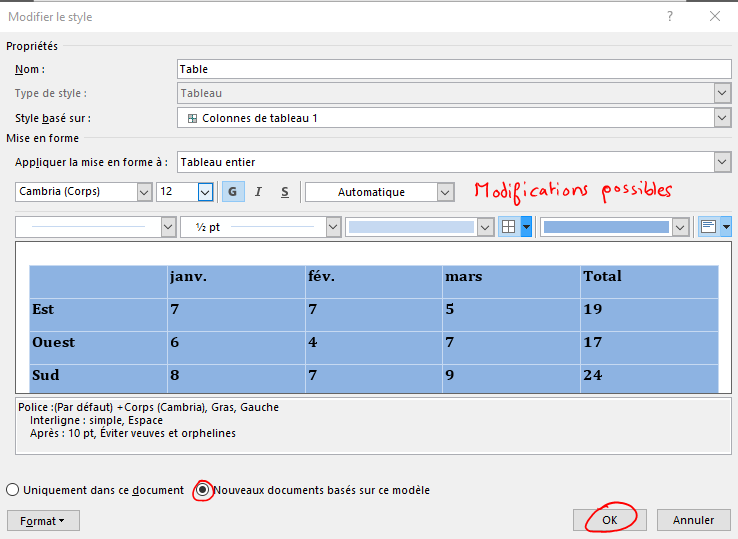 Modifier le style
?
Propriétés
Nom : Table
Type de style : Tableau
Style basé sur : Colonnes de tableau 1
Mise en forme
Appliquer la mise en forme à : Tableau entier
Cambria (Corps) 12 G I S Automatique Modifications possibles
½ pt
janv. fév. mars Total
Est 7 7 5 19
Ouest 6 4 7 17
Sud 8 7 9 24
Police :(Par défaut) +Corps (Cambria), Gras, Gauche
Interligne : simple, Espace
Après : 10 pt, Éviter veuves et orphelines
Uniquement dans ce document Nouveaux documents basés sur ce modèle
Format OK Annuler